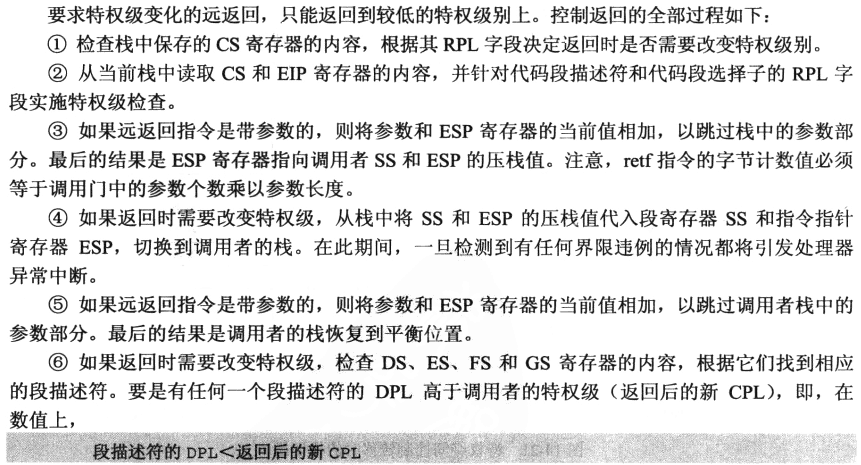 要求特权级变化的远返回，只能返回到较低的特权级别上。控制返回的全部过程如下：
① 检查栈中保存的 CS 寄存器的内容，根据其 RPL 字段决定返回时是否需要改变特权级别。
② 从当前栈中读取 CS 和 EIP 寄存器的内容，并针对代码段描述符和代码段选择子的 RPL 字
段实施特权级检查。
③ 如果远返回指令是带参数的，则将参数和 ESP 寄存器的当前值相加，以跳过栈中的参数部
分。最后的结果是 ESP 寄存器指向调用者 SS 和 ESP 的压栈值。注意，retf 指令的字节计数值必须
等于调用门中的参数个数乘以参数长度。
④ 如果返回时需要改变特权级，从栈中将 SS 和 ESP 的压栈值代入段寄存器 SS 和指令指针
寄存器 ESP，切换到调用者的栈。在此期间，一旦检测到有任何界限违例的情况都将引发处理器
异常中断。
⑤ 如果远返回指令是带参数的，则将参数和 ESP 寄存器的当前值相加，以跳过调用者栈中的
参数部分。最后的结果是调用者的栈恢复到平衡位置。
⑥ 如果返回时需要改变特权级，检查 DS、ES、FS 和 GS 寄存器的内容，根据它们找到相应
的段描述符。要是有任何一个段描述符的 DPL 高于调用者的特权级（返回后的新 CPL），即，在
数值上，
段描述符的 DPL＜返回后的新 CPL